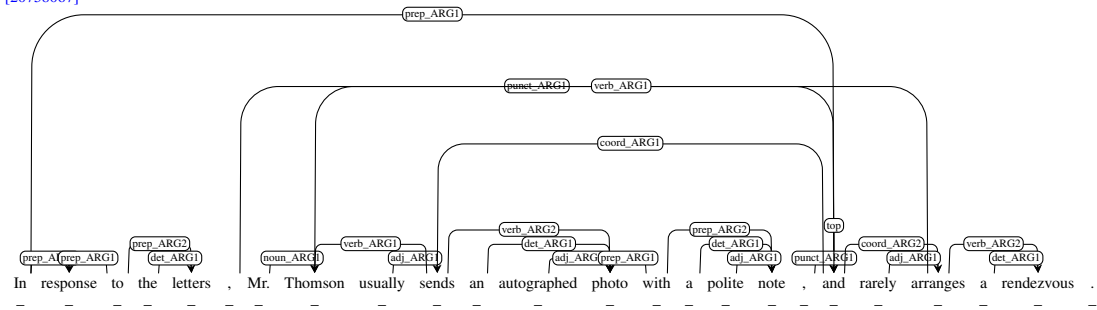 prep_ARG1
punct_ARG1 verb_ARG1
coord_ARG1
top
verb_ARG2
prep_ARG2 verb_ARG1 det_ARG1 prep_ARG2 det_ARG1 coord_ARG2 verb_ARG2
prep_ARG1 det_ARG1 noun_ARG1 adj_ARG1 prep_ARG1 adj_ARG1 punct_ARG1 adj_ARG1 det_ARG1
In response to the letters , Mr. Thomson usually sends an autographed photo with a polite note , and rarely arranges a rendezvous .
_ _ _ _ _ _ _ _ _ _ _ _ _ _ _ _ _ _ _ _ _ _ _ _